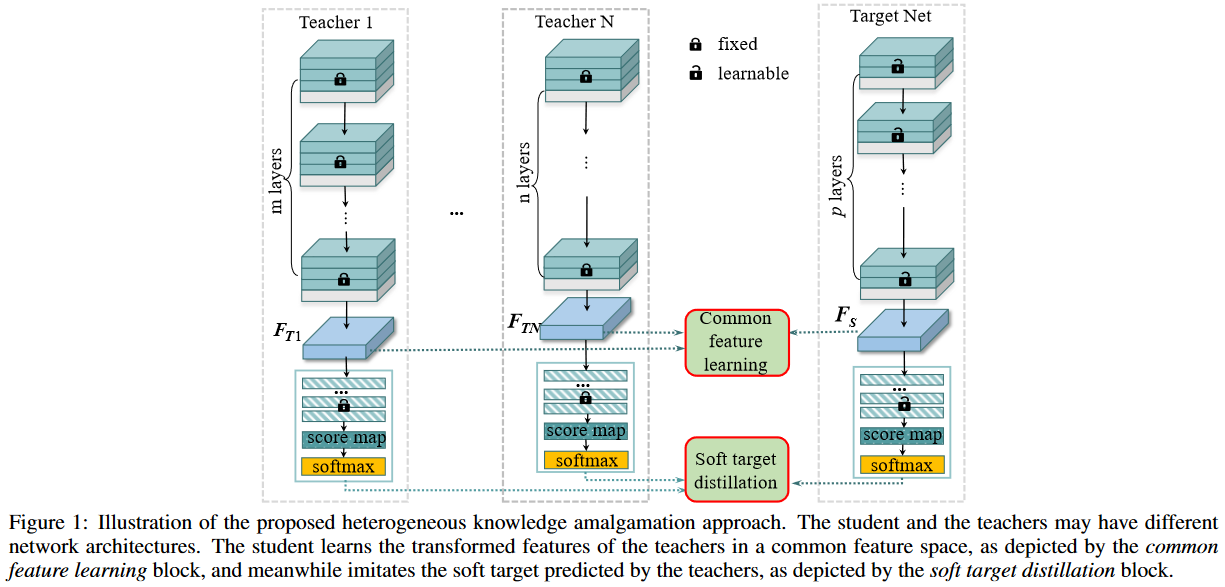 Teacher 1
Teacher N
Target Net
fixed
learnable
m layers
...
n layers
p layers
F_{T1}
F_{TN}
F_S
Common
feature
learning
...
score map
softmax
...
score map
softmax
...
score map
softmax
Soft target
distillation
Figure 1: Illustration of the proposed heterogeneous knowledge amalgamation approach. The student and the teachers may have different
network architectures. The student learns the transformed features of the teachers in a common feature space, as depicted by the common
feature learning block, and meanwhile imitates the soft target predicted by the teachers, as depicted by the soft target distillation block.